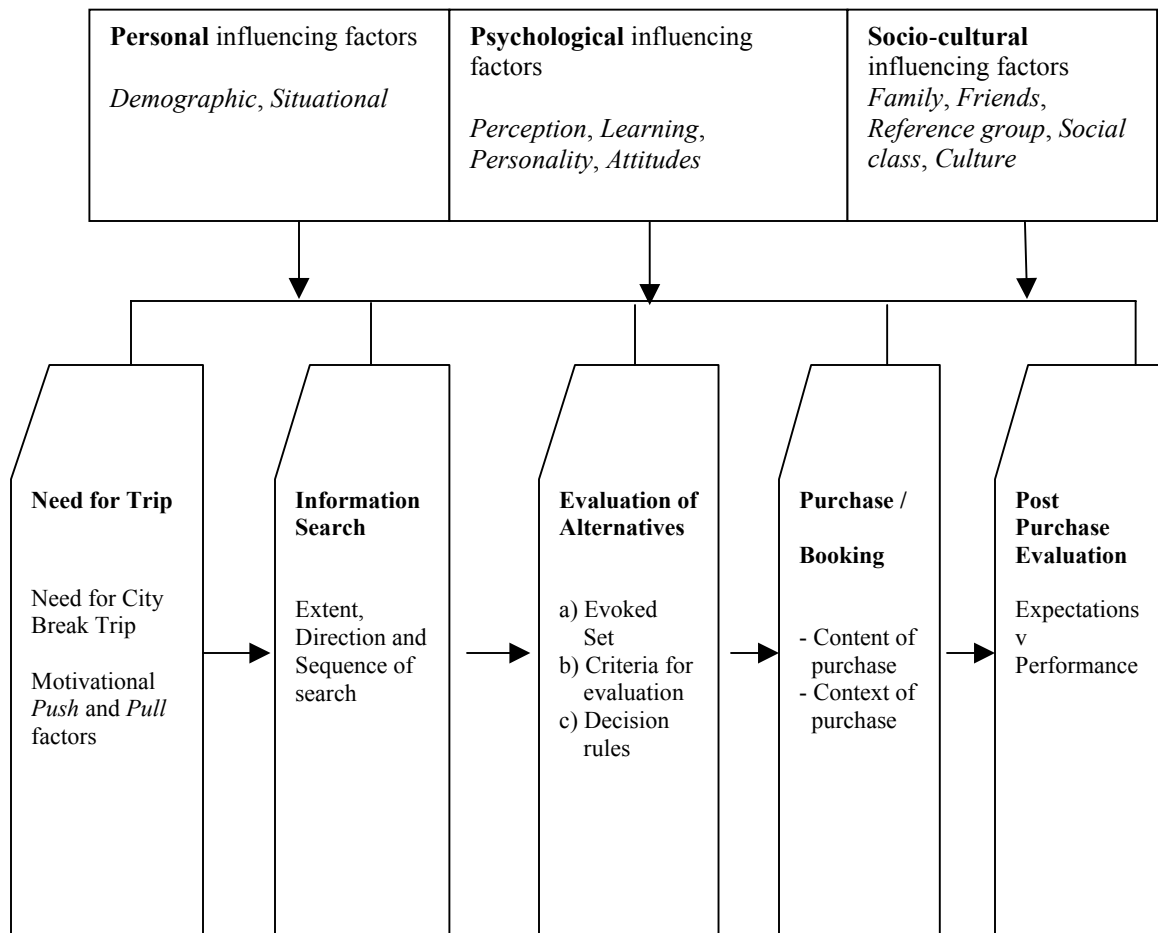 Personal influencing factors
Demographic, Situational
Psychological influencing
factors
Perception, Learning,
Personality, Attitudes
Socio-cultural
influencing factors
Family, Friends,
Reference group, Social
class, Culture
Need for Trip
Need for City
Break Trip
Motivational
Push and Pull
factors
Information
Search
Extent,
Direction and
Sequence of
search
Evaluation of
Alternatives
a) Evoked
Set
b) Criteria for
evaluation
c) Decision
rules
Purchase /
Booking
- Content of
purchase
- Context of
purchase
Post
Purchase
Evaluation
Expectations
v
Performance